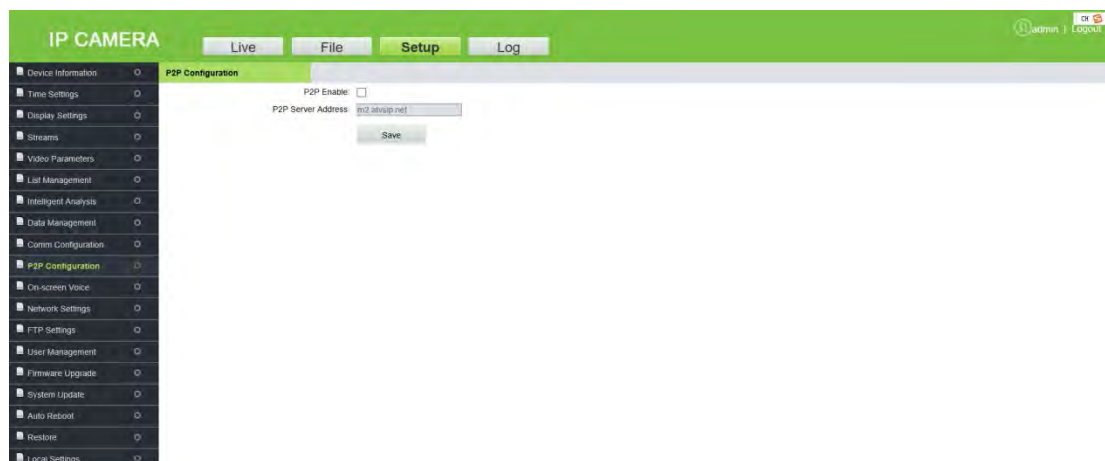 IP CAMERA
Live
File
Setup
Log
CH
admin | Logout
Device Information
Time Settings
Display Settings
Streams
Video Parameters
List Management
Intelligent Analysis
Data Management
Comm Configuration
P2P Configuration
On-screen Voice
Network Settings
FTP Settings
User Management
Firmware Upgrade
System Update
Auto Reboot
Restore
Local Settings
P2P Configuration
P2P Enable:
P2P Server Address:
Save